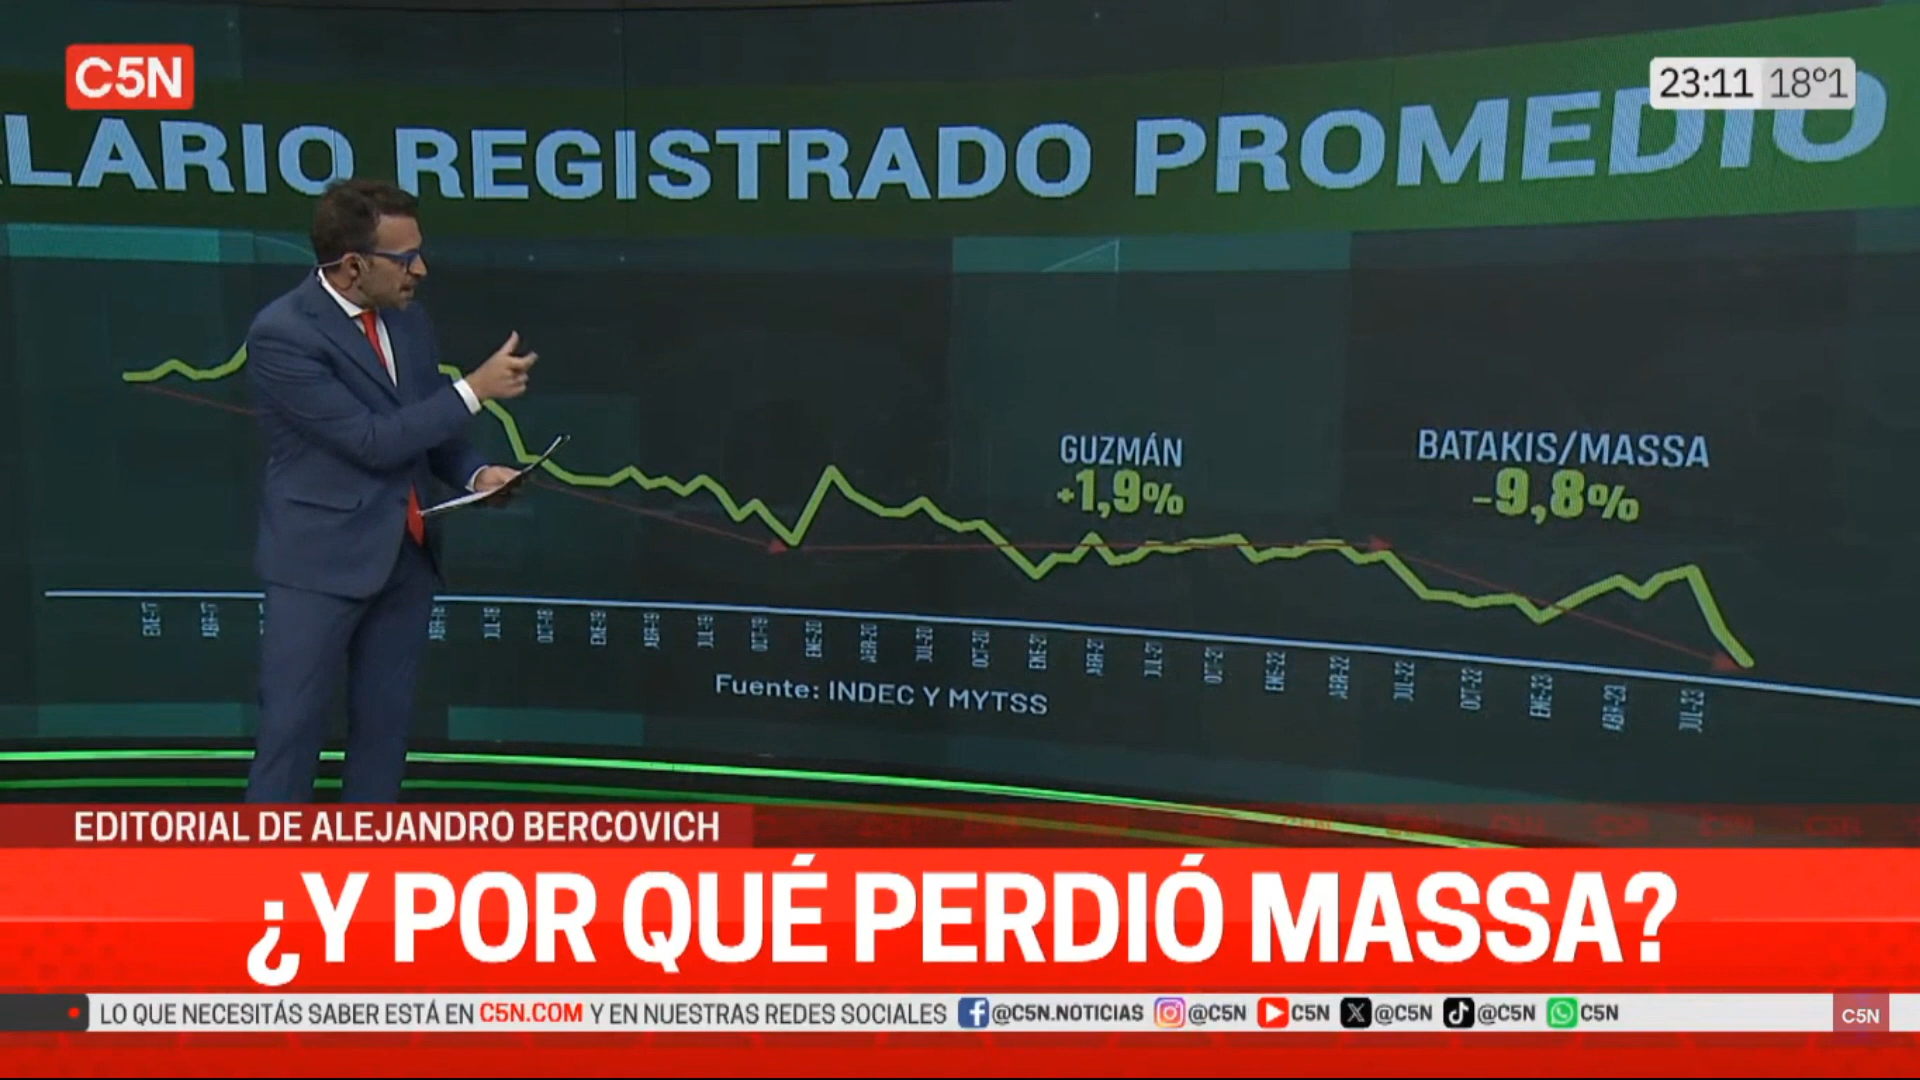 C5N
23:11 18°1
LARIO REGISTRADO PROMEDIO
GUZMÁN
+1,9%
BATAKIS/MASSA
-9,8%
ENE-17 ABR-17 ABR-18 JUL-18 OCT-18 ENE-19 ABR-19 JUL-19 OCT-19 ENE-20 ABR-20 JUL-20 OCT-20 ENE-21 ABR-21 JUL-21 OCT-21 ENE-22 ABR-22 JUL-22 OCT-22 ENE-23 ABR-23 JUL-23
Fuente: INDEC Y MYTSS
EDITORIAL DE ALEJANDRO BERCOVICH
¿Y POR QUÉ PERDIÓ MASSA?
LO QUE NECESITÁS SABER ESTÁ EN C5N.COM Y EN NUESTRAS REDES SOCIALES @C5N.NOTICIAS @C5N C5N @C5N @C5N C5N
C5N